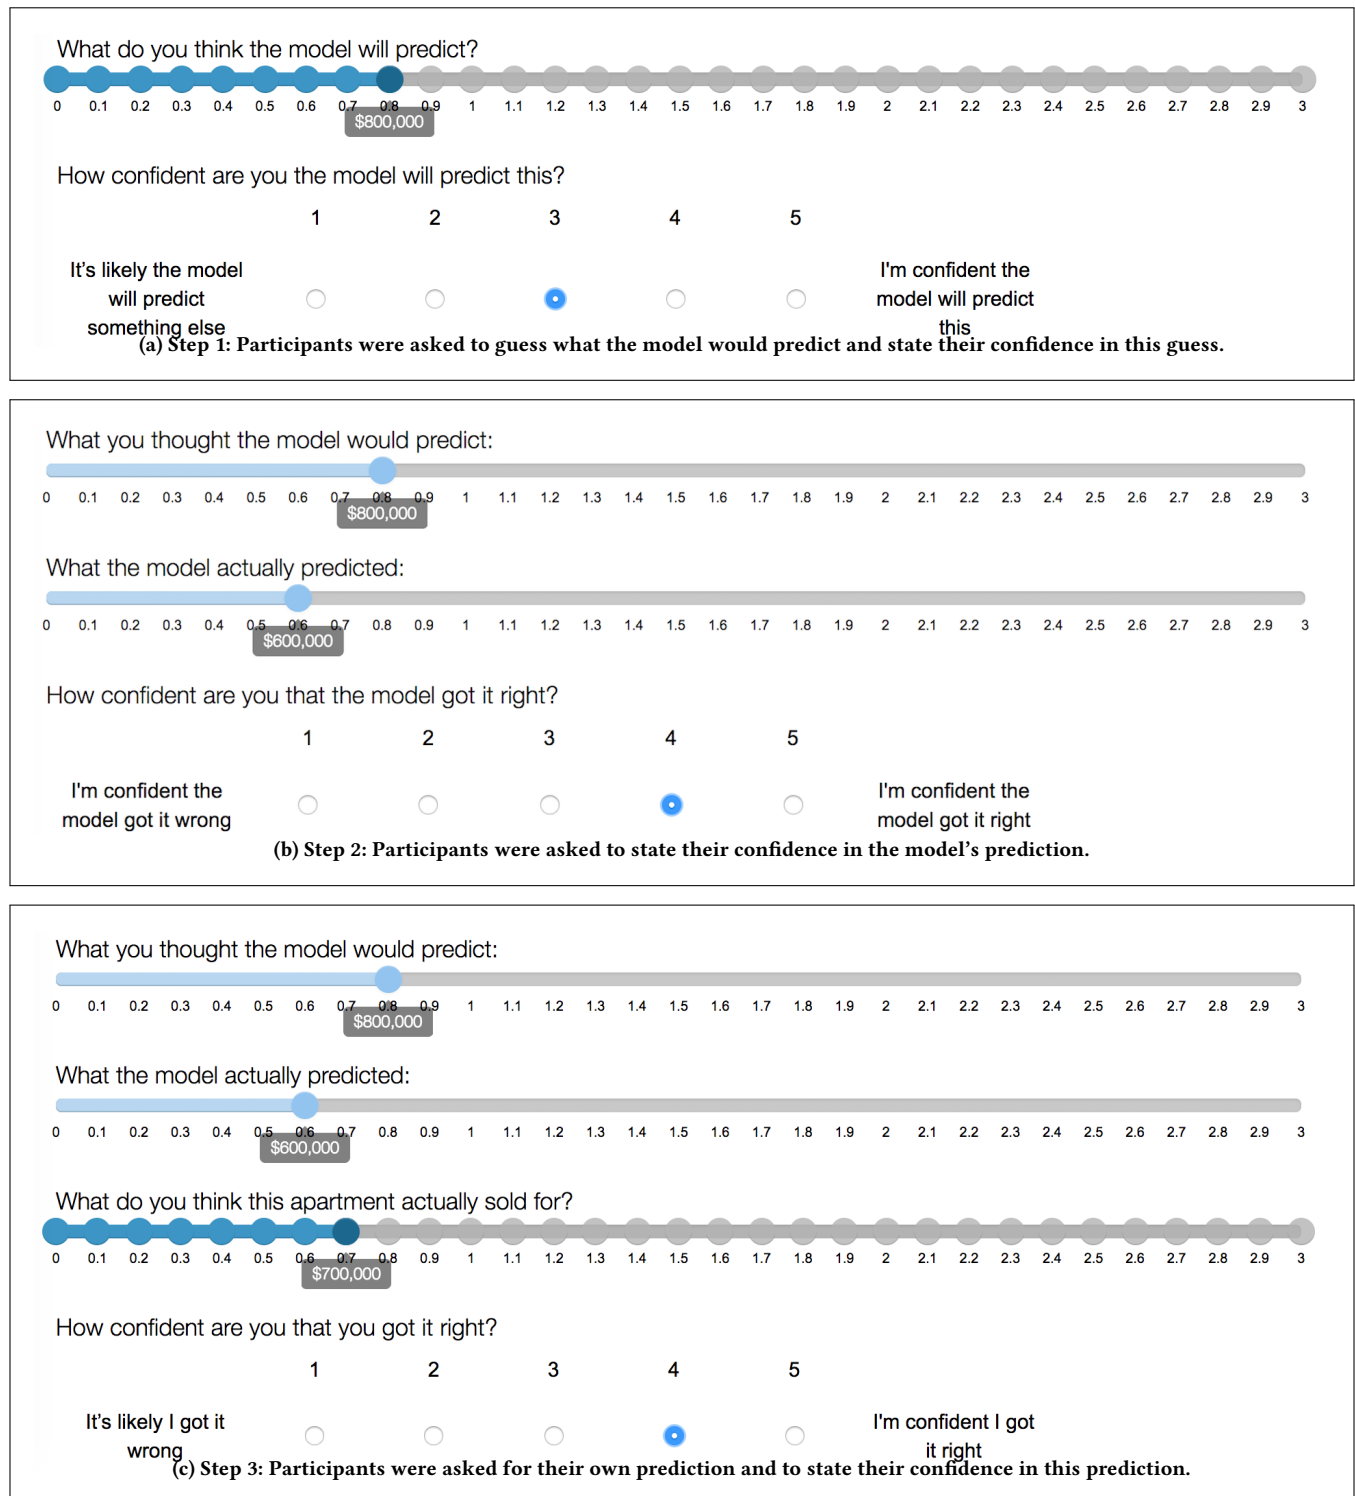 What do you think the model will predict?
0 0.1 0.2 0.3 0.4 0.5 0.6 0.7 0.8 0.9 1 1.1 1.2 1.3 1.4 1.5 1.6 1.7 1.8 1.9 2 2.1 2.2 2.3 2.4 2.5 2.6 2.7 2.8 2.9 3
$800,000
How confident are you the model will predict this?
1 2 3 4 5
It's likely the model
will predict
something else
I'm confident the
model will predict
this
(a) Step 1: Participants were asked to guess what the model would predict and state their confidence in this guess.
What you thought the model would predict:
0 0.1 0.2 0.3 0.4 0.5 0.6 0.7 0.8 0.9 1 1.1 1.2 1.3 1.4 1.5 1.6 1.7 1.8 1.9 2 2.1 2.2 2.3 2.4 2.5 2.6 2.7 2.8 2.9 3
$800,000
What the model actually predicted:
0 0.1 0.2 0.3 0.4 0.5 0.6 0.7 0.8 0.9 1 1.1 1.2 1.3 1.4 1.5 1.6 1.7 1.8 1.9 2 2.1 2.2 2.3 2.4 2.5 2.6 2.7 2.8 2.9 3
$600,000
How confident are you that the model got it right?
1 2 3 4 5
I'm confident the
model got it wrong
I'm confident the
model got it right
(b) Step 2: Participants were asked to state their confidence in the model's prediction.
What you thought the model would predict:
0 0.1 0.2 0.3 0.4 0.5 0.6 0.7 0.8 0.9 1 1.1 1.2 1.3 1.4 1.5 1.6 1.7 1.8 1.9 2 2.1 2.2 2.3 2.4 2.5 2.6 2.7 2.8 2.9 3
$800,000
What the model actually predicted:
0 0.1 0.2 0.3 0.4 0.5 0.6 0.7 0.8 0.9 1 1.1 1.2 1.3 1.4 1.5 1.6 1.7 1.8 1.9 2 2.1 2.2 2.3 2.4 2.5 2.6 2.7 2.8 2.9 3
$600,000
What do you think this apartment actually sold for?
0 0.1 0.2 0.3 0.4 0.5 0.6 0.7 0.8 0.9 1 1.1 1.2 1.3 1.4 1.5 1.6 1.7 1.8 1.9 2 2.1 2.2 2.3 2.4 2.5 2.6 2.7 2.8 2.9 3
$700,000
How confident are you that you got it right?
1 2 3 4 5
It's likely I got it
wrong
I'm confident I got
it right
(c) Step 3: Participants were asked for their own prediction and to state their confidence in this prediction.